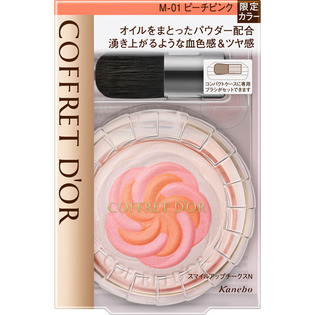 M-01 ピーチピンク
限定
カラー
オイルをまとったパウダー配合
湧き上がるような血色感&ツヤ感
コンパクトケースに専用
ブラシがセットできます
COFFRET D'OR
COFFRET D'OR
スマイルアップチークスN
Kanebo